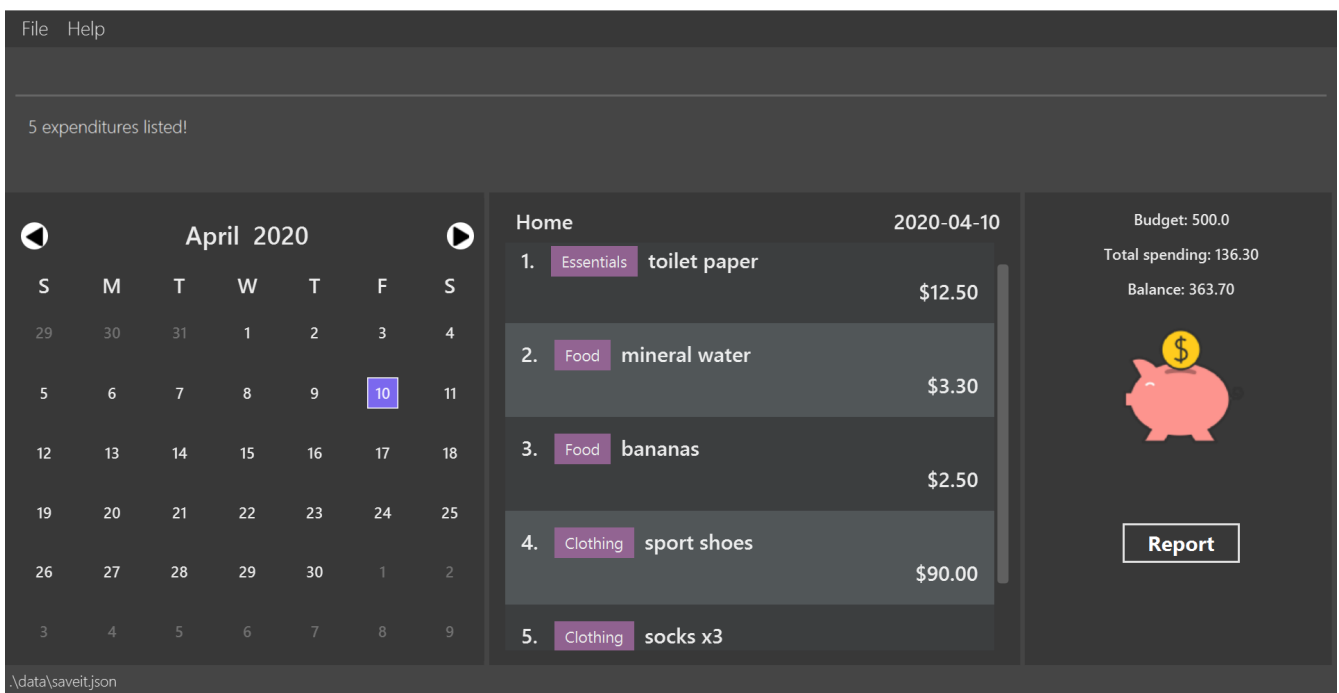 File Help
5 expenditures listed!
April 2020
S M T W T F S
29 30 31 1 2 3 4
5 6 7 8 9 10 11
12 13 14 15 16 17 18
19 20 21 22 23 24 25
26 27 28 29 30 1 2
3 4 5 6 7 8 9
Home 2020-04-10
1. Essentials toilet paper
$12.50
2. Food mineral water
$3.30
3. Food bananas
$2.50
4. Clothing sport shoes
$90.00
5. Clothing socks x3
Budget: 500.0
Total spending: 136.30
Balance: 363.70
$
Report
.\data\saveit.json